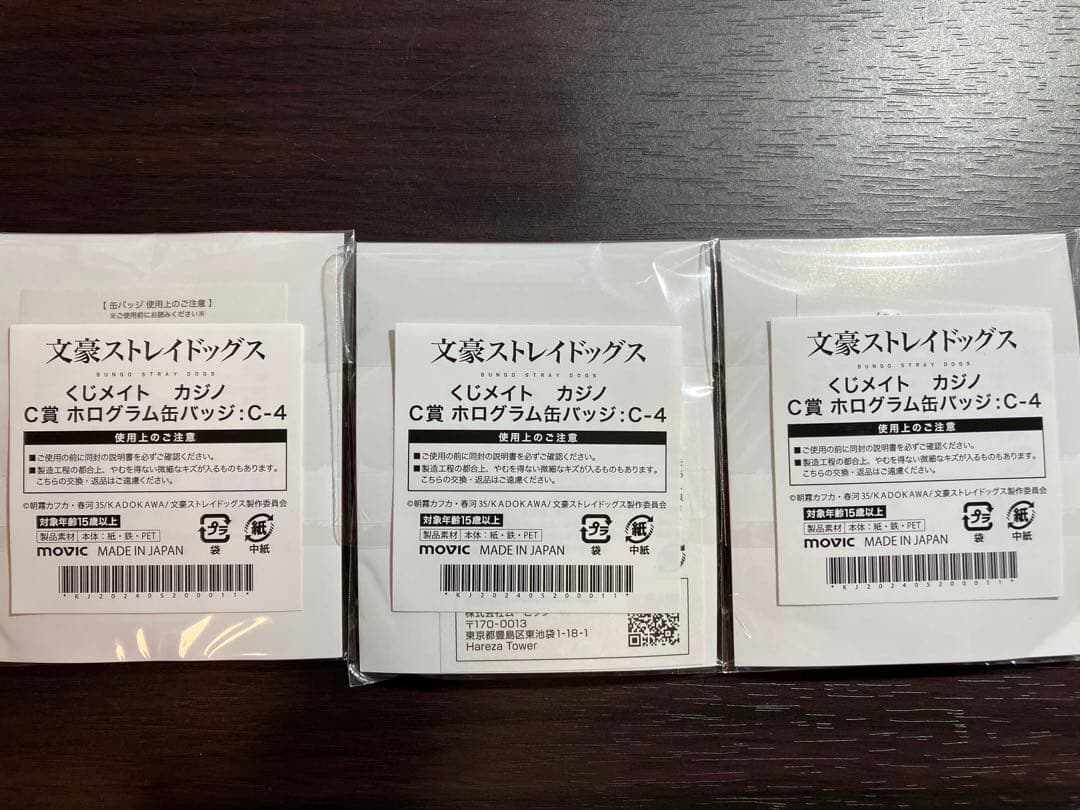 【 缶バッジ 使用上のご注意 】
※ご使用前にお読みください※
文豪ストレイドッグス
BUNGO STRAY DOGS
くじメイト カジノ
C賞 ホログラム缶バッジ：C-4
使用上のご注意
■ご使用の前に同封の説明書を必ずご確認ください。
■製造工程の都合上、やむを得ない微細なキズが入るものもあります。
こちらの交換・返品はご遠慮ください。
©朝霧カフカ・春河35/KADOKAWA/文豪ストレイドッグス製作委員会
対象年齢15歳以上
製品素材 本体：紙・鉄・PET
movic MADE IN JAPAN
プラ
袋
紙
中紙
*KJ20240520001 1*
文豪ストレイドッグス
BUNGO STRAY DOGS
くじメイト カジノ
C賞 ホログラム缶バッジ：C-4
使用上のご注意
■ご使用の前に同封の説明書を必ずご確認ください。
■製造工程の都合上、やむを得ない微細なキズが入るものもあります。
こちらの交換・返品はご遠慮ください。
©朝霧カフカ・春河35/KADOKAWA/文豪ストレイドッグス製作委員会
対象年齢15歳以上
製品素材 本体：紙・鉄・PET
movic MADE IN JAPAN
プラ
袋
紙
中紙
*KJ202405200011*
〒170-0013
東京都豊島区東池袋1-18-1
Hareza Tower
文豪ストレイドッグス
BUNGO STRAY DOGS
くじメイト カジノ
C賞 ホログラム缶バッジ：C-4
使用上のご注意
■ご使用の前に同封の説明書を必ずご確認ください。
■製造工程の都合上、やむを得ない微細なキズが入るものもあります。
こちらの交換・返品はご遠慮ください。
©朝霧カフカ・春河35/KADOKAWA/文豪ストレイドッグス製作委員会
対象年齢15歳以上
製品素材 本体：紙・鉄・PET
movic MADE IN JAPAN
プラ
袋
紙
中紙
*KJ202405200011*